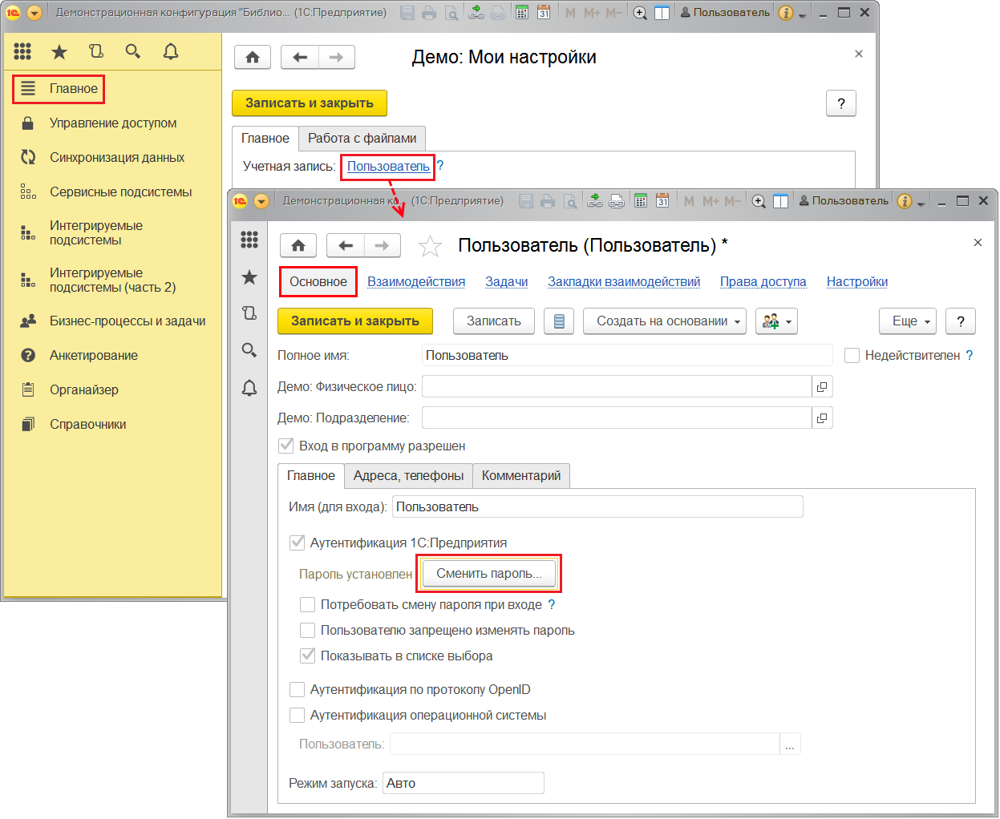 Демонстрационная конфигурация "Библио... (1С:Предприятие)
31
M M+ M−
Пользователь
Главное
Управление доступом
Синхронизация данных
Сервисные подсистемы
Интегрируемые
подсистемы
Интегрируемые
подсистемы (часть 2)
Бизнес-процессы и задачи
Анкетирование
Органайзер
Справочники
Демо: Мои настройки
Записать и закрыть
?
Главное
Работа с файлами
Учетная запись: Пользователь ?
Демонстрационная ко... (1С:Предприятие)
31
M M+ M−
Пользователь
Пользователь (Пользователь) *
Основное Взаимодействия Задачи Закладки взаимодействий Права доступа Настройки
Записать и закрыть
Записать
Создать на основании
Еще
?
Полное имя: Пользователь
Недействителен ?
Демо: Физическое лицо:
Демо: Подразделение:
Вход в программу разрешен
Главное
Адреса, телефоны
Комментарий
Имя (для входа): Пользователь
Аутентификация 1С:Предприятия
Пароль установлен
Сменить пароль...
Потребовать смену пароля при входе ?
Пользователю запрещено изменять пароль
Показывать в списке выбора
Аутентификация по протоколу OpenID
Аутентификация операционной системы
Пользователь:
...
Режим запуска: Авто